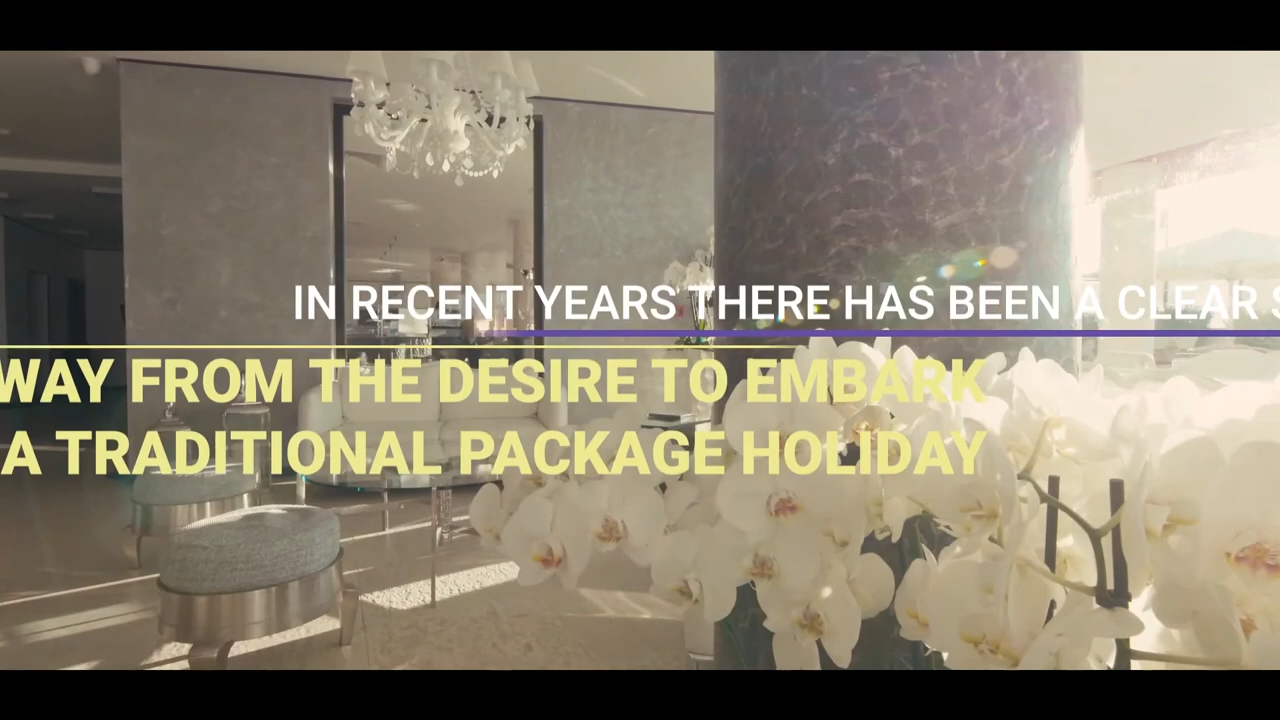 IN RECENT YEARS THERE HAS BEEN A CLEAR
WAY FROM THE DESIRE TO EMBARK
A TRADITIONAL PACKAGE HOLIDAY